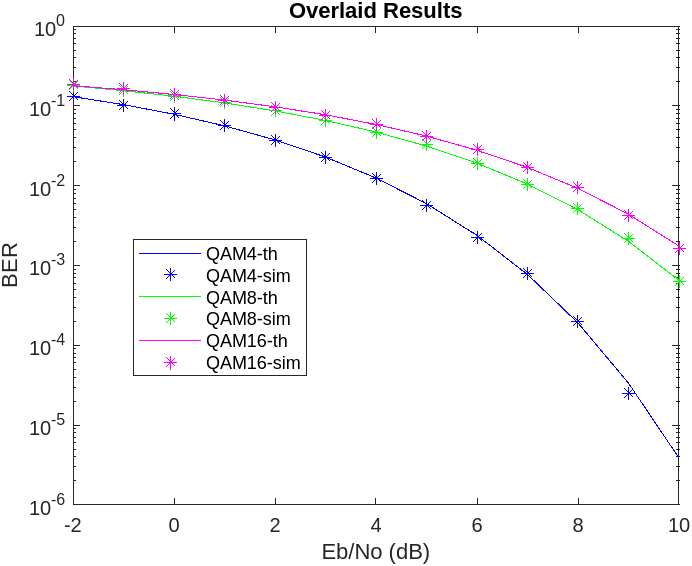 Overlaid Results
10^0
10^-1
10^-2
10^-3
10^-4
10^-5
10^-6
BER
QAM4-th
QAM4-sim
QAM8-th
QAM8-sim
QAM16-th
QAM16-sim
-2 0 2 4 6 8 10
Eb/No (dB)